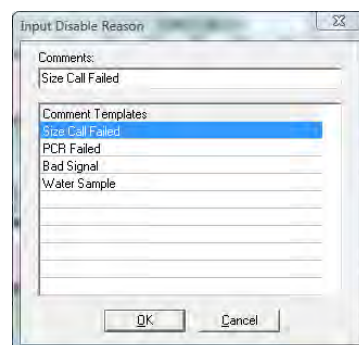 Input Disable Reason
Comments:
Size Call Failed
Comment Templates
Size Call Failed
PCR Failed
Bad Signal
Water Sample
OK Cancel